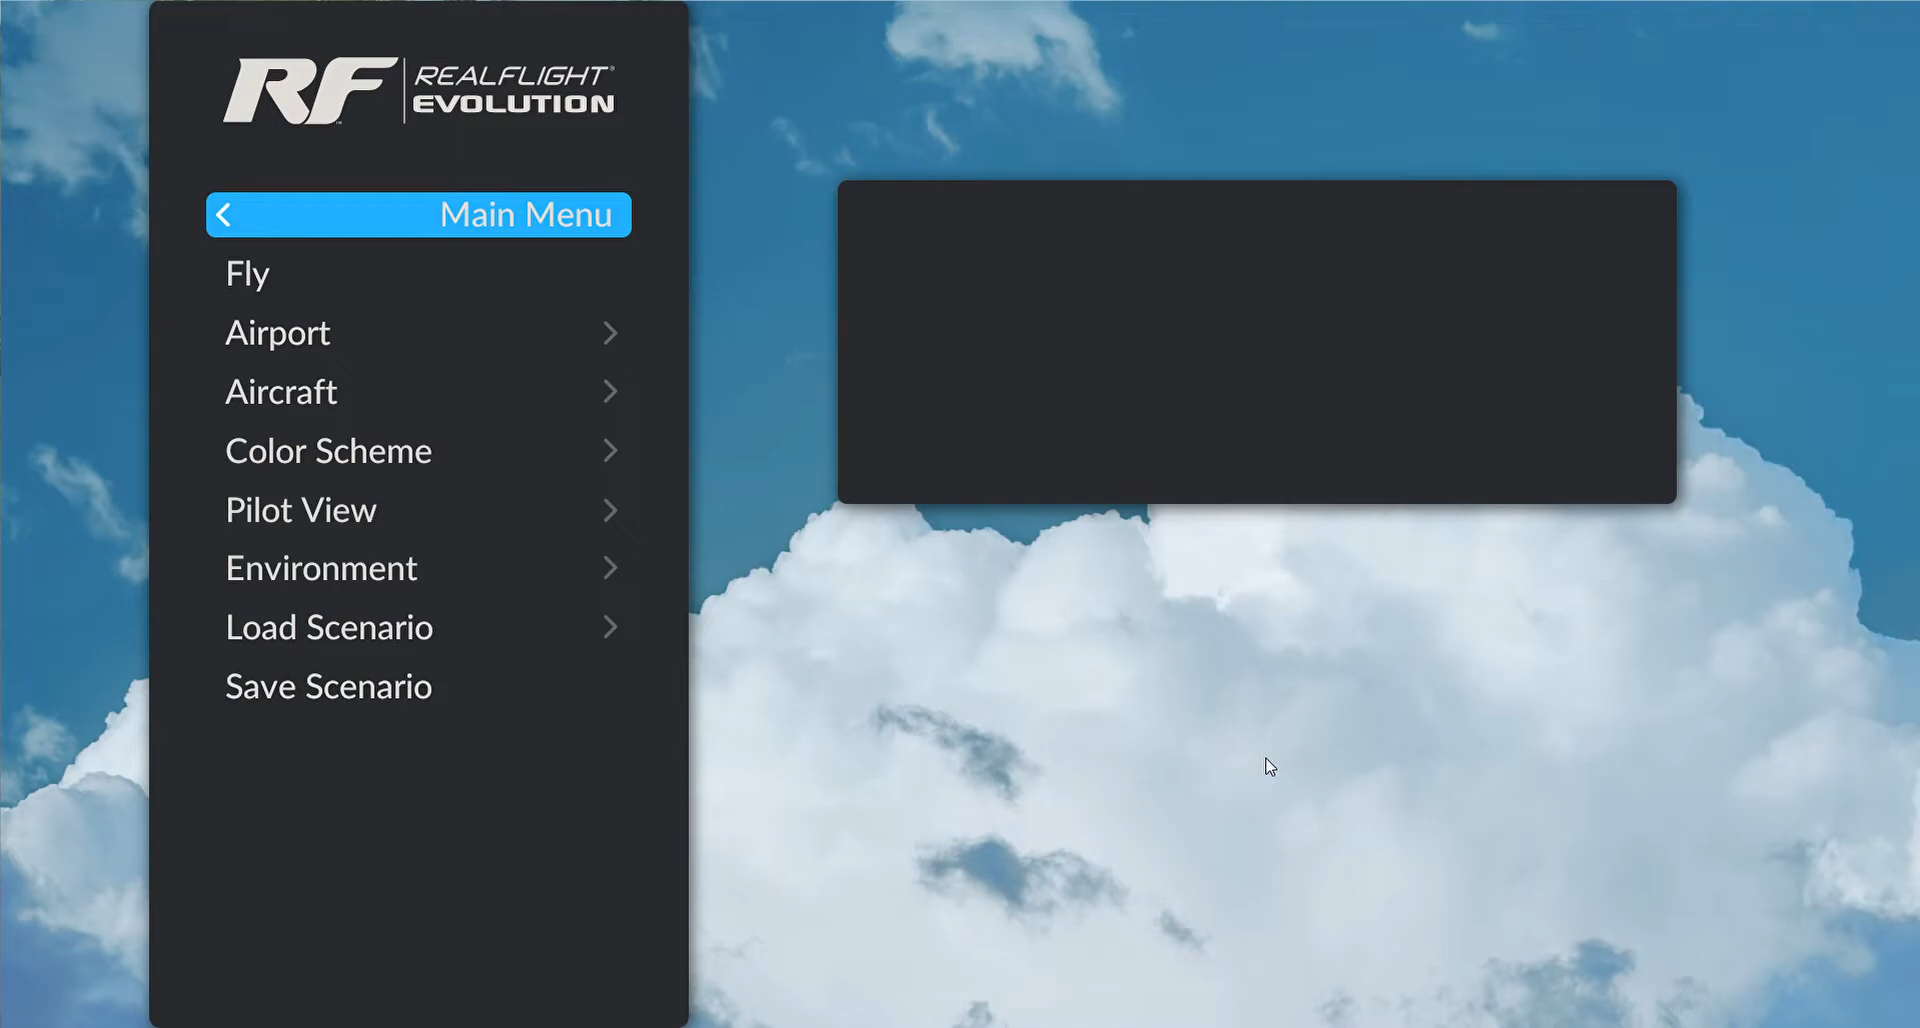 RF
REALFLIGHT
EVOLUTION
Main Menu
Fly
Airport
Aircraft
Color Scheme
Pilot View
Environment
Load Scenario
Save Scenario